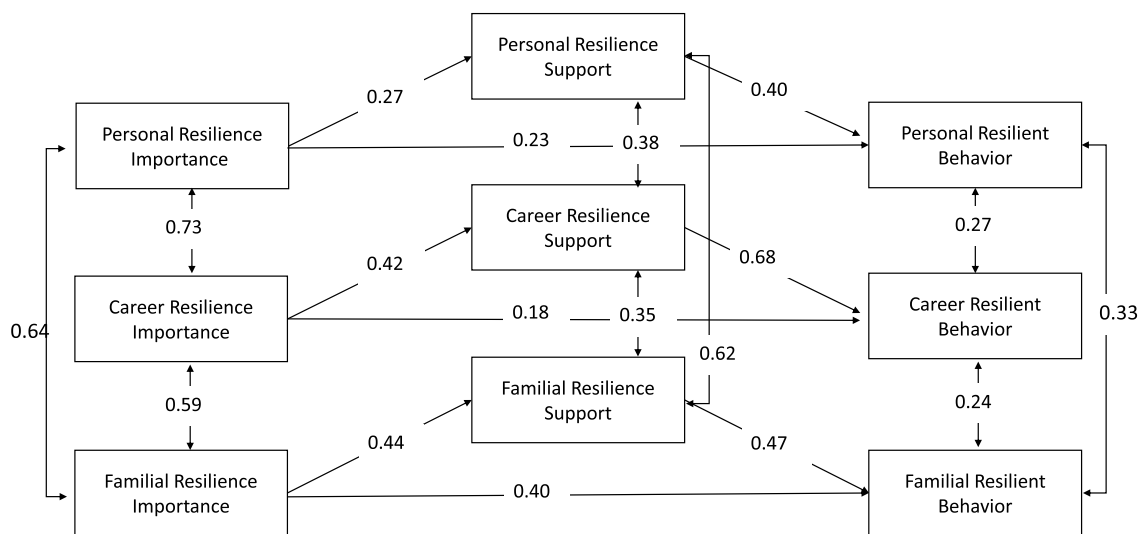 Personal Resilience
Support
0.27
0.40
Personal Resilience
Importance
0.23
0.38
Personal Resilient
Behavior
0.73
Career Resilience
Support
0.27
0.42
0.68
Career Resilience
Importance
0.64
0.18
0.35
Career Resilient
Behavior
0.33
0.62
0.59
Familial Resilience
Support
0.24
0.44
0.47
Familial Resilience
Importance
0.40
Familial Resilient
Behavior